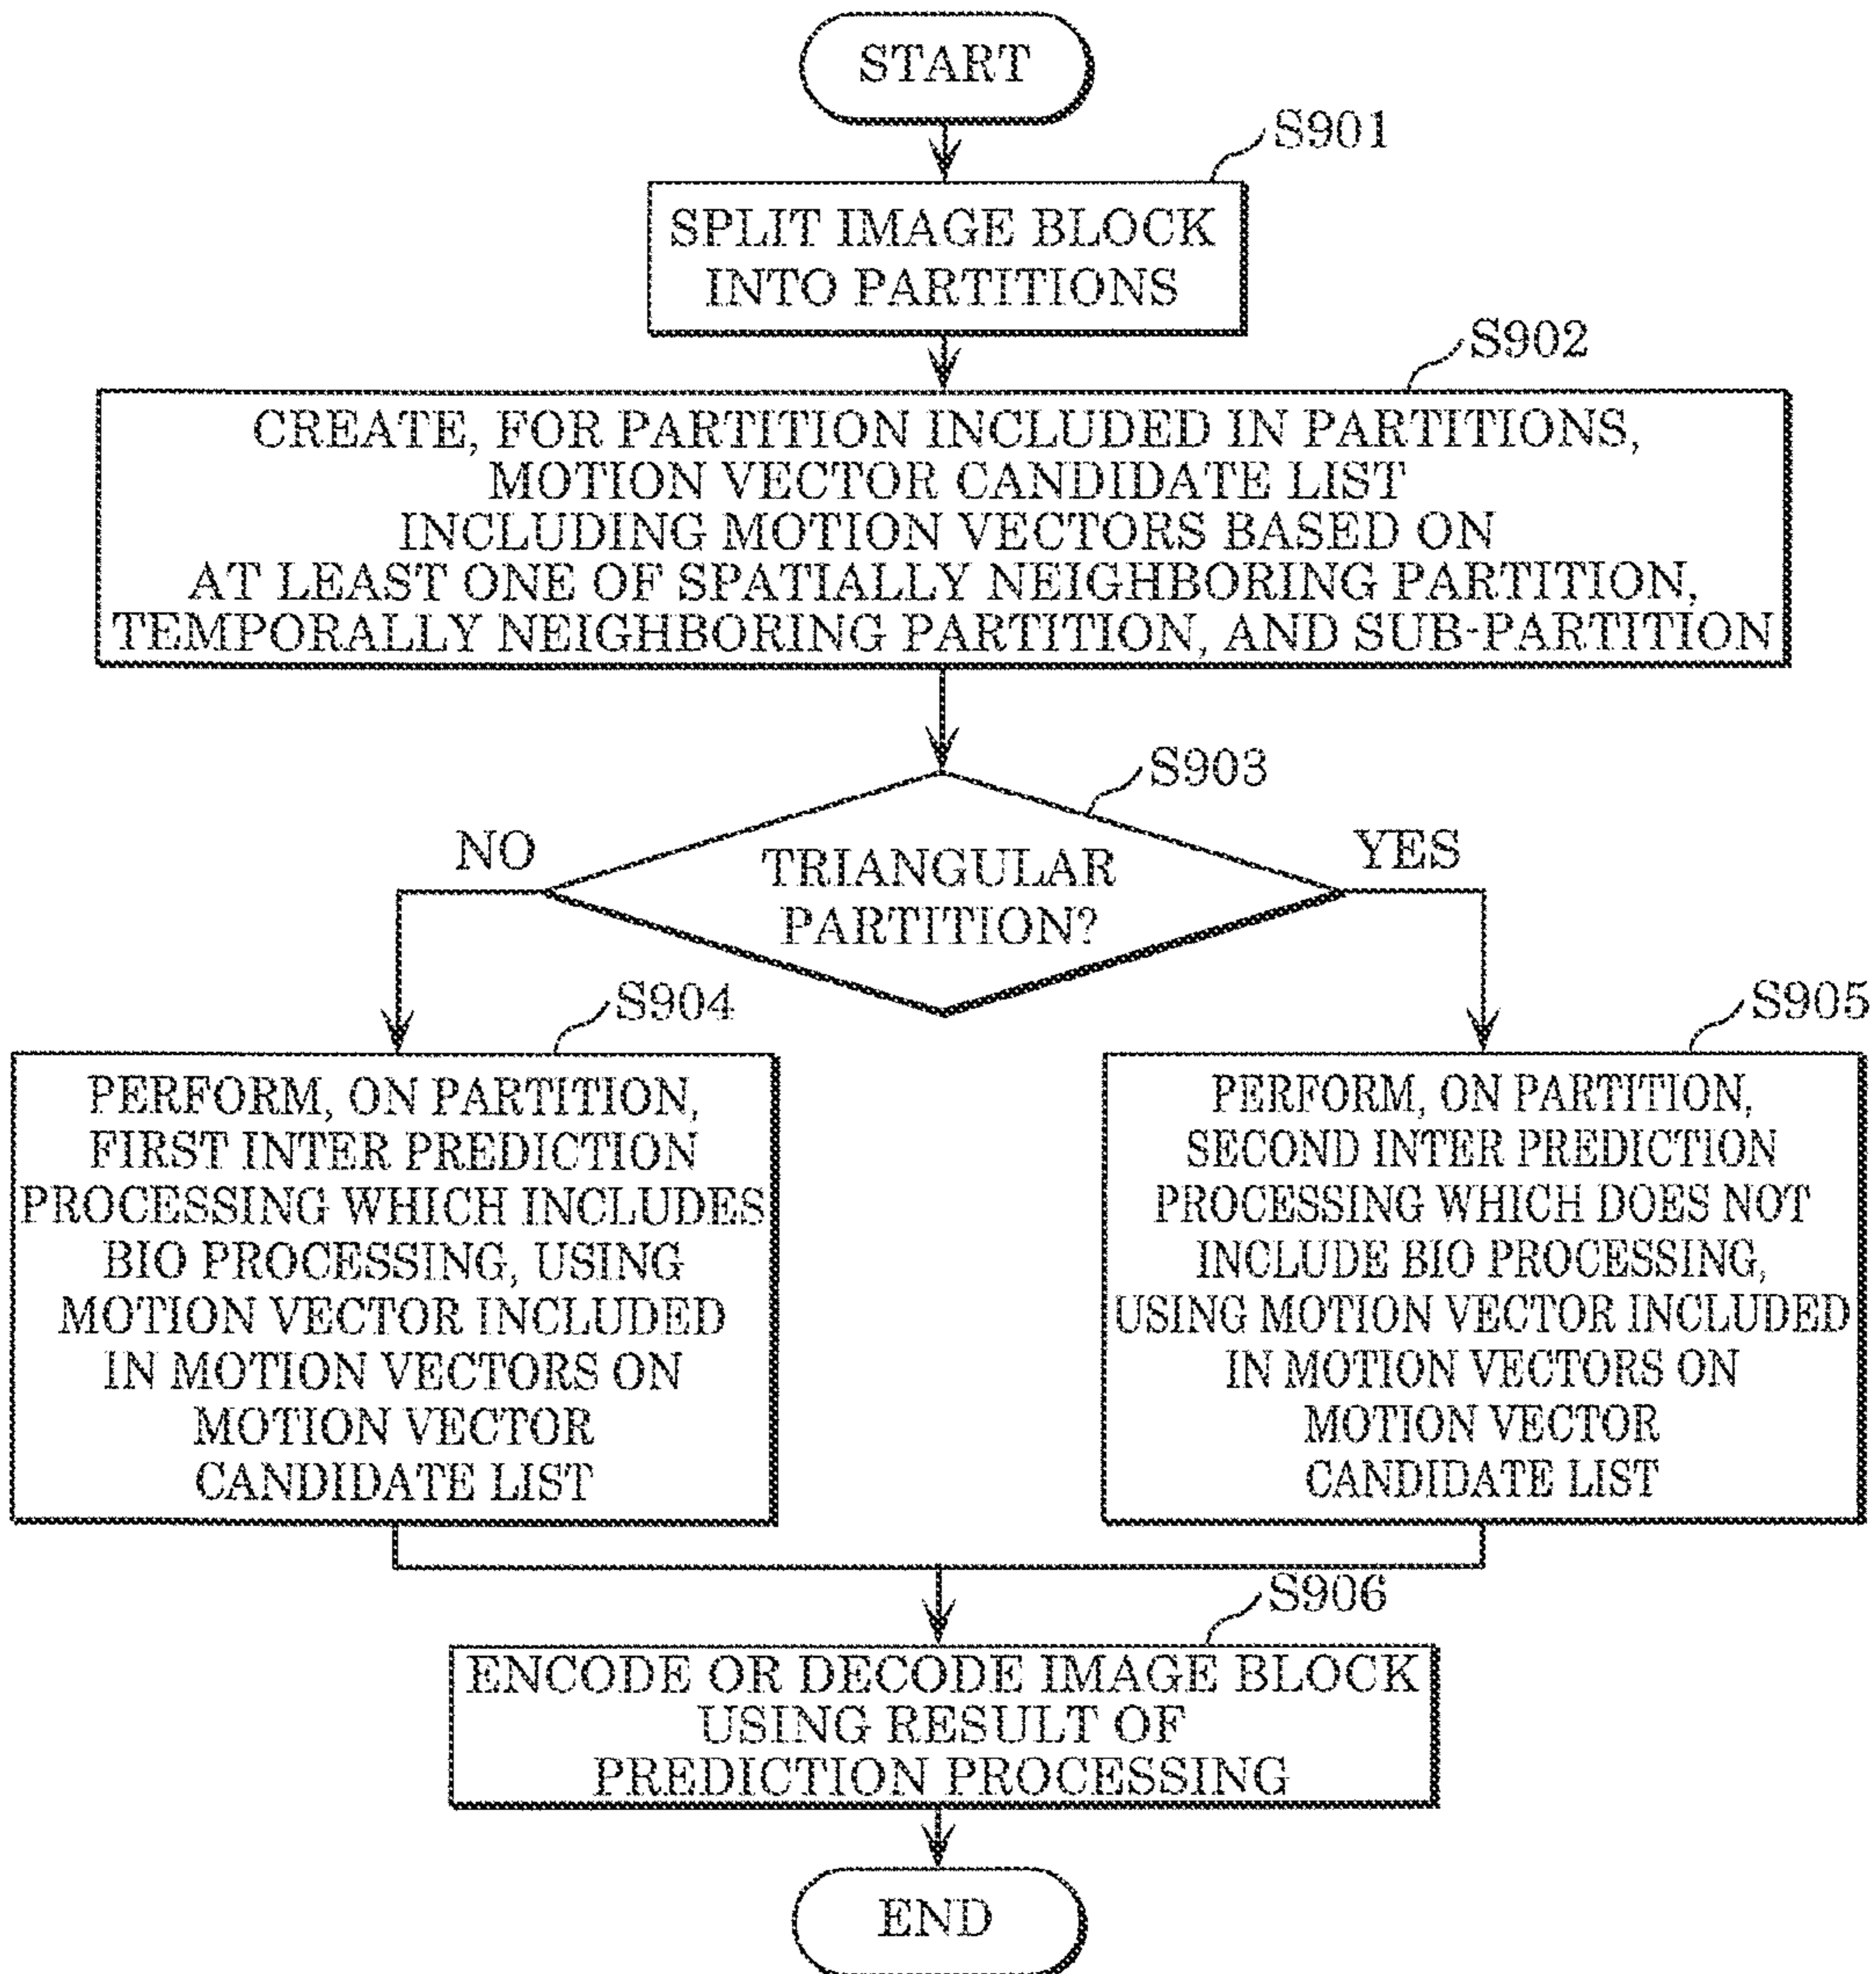 START
S901
SPLIT IMAGE BLOCK
INTO PARTITIONS
S902
CREATE, FOR PARTITION INCLUDED IN PARTITIONS,
MOTION VECTOR CANDIDATE LIST
INCLUDING MOTION VECTORS BASED ON
AT LEAST ONE OF SPATIALLY NEIGHBORING PARTITION,
TEMPORALLY NEIGHBORING PARTITION, AND SUB-PARTITION
S903
NO
TRIANGULAR
PARTITION?
YES
S904
PERFORM, ON PARTITION,
FIRST INTER PREDICTION
PROCESSING WHICH INCLUDES
BIO PROCESSING, USING
MOTION VECTOR INCLUDED
IN MOTION VECTORS ON
MOTION VECTOR
CANDIDATE LIST
S905
PERFORM, ON PARTITION,
SECOND INTER PREDICTION
PROCESSING WHICH DOES NOT
INCLUDE BIO PROCESSING,
USING MOTION VECTOR INCLUDED
IN MOTION VECTORS ON
MOTION VECTOR
CANDIDATE LIST
S906
ENCODE OR DECODE IMAGE BLOCK
USING RESULT OF
PREDICTION PROCESSING
END